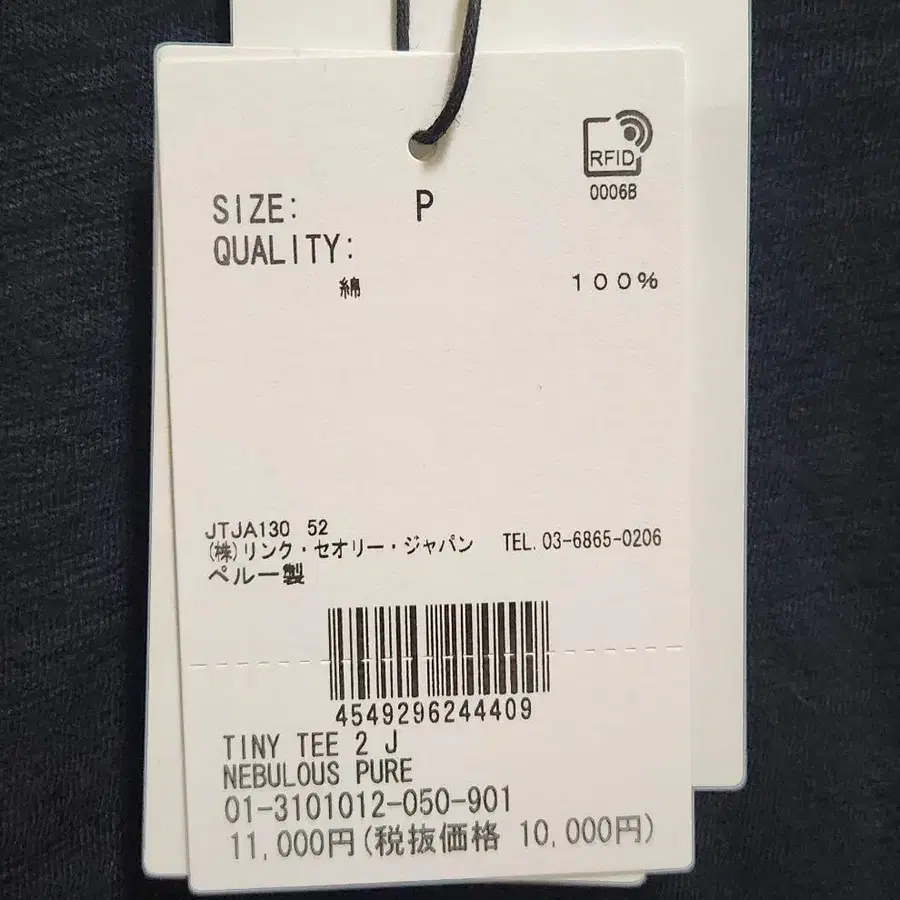 RFID
0006B
SIZE: P
QUALITY:
綿 100%
JTJA130 52
(株)リンク・セオリー・ジャパン TEL.03-6865-0206
ペルー製
4549296244409
TINY TEE 2 J
NEBULOUS PURE
01-3101012-050-901
11,000円(税抜価格 10,000円)